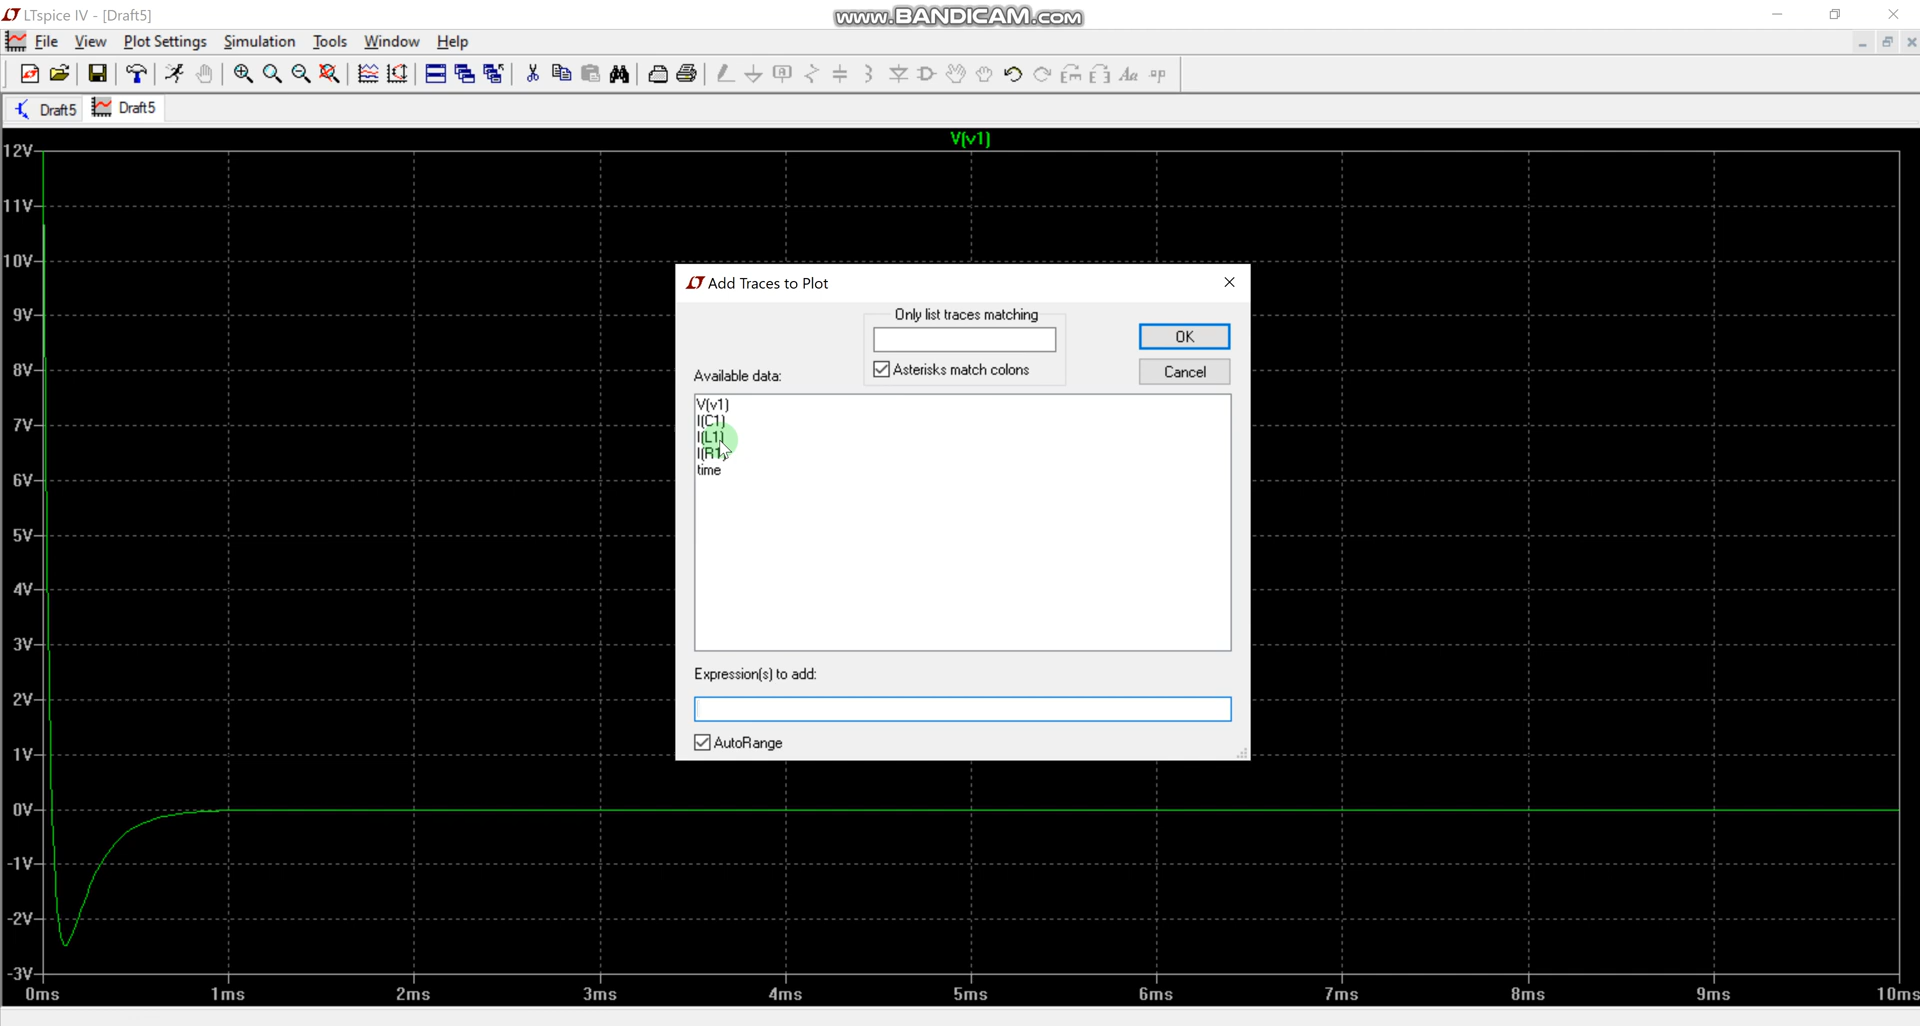 LTspice IV - [Draft5]
www.BANDICAM.com
File View Plot Settings Simulation Tools Window Help
Draft5 Draft5
V(v1)
12V
11V
10V
9V
8V
7V
6V
5V
4V
3V
2V
1V
0V
-1V
-2V
-3V
0ms 1ms 2ms 3ms 4ms 5ms 6ms 7ms 8ms 9ms 10ms
Add Traces to Plot
Only list traces matching
OK
Asterisks match colons
Cancel
Available data:
V(v1)
I(C1)
I(L1)
I(R1)
time
Expression(s) to add:
AutoRange